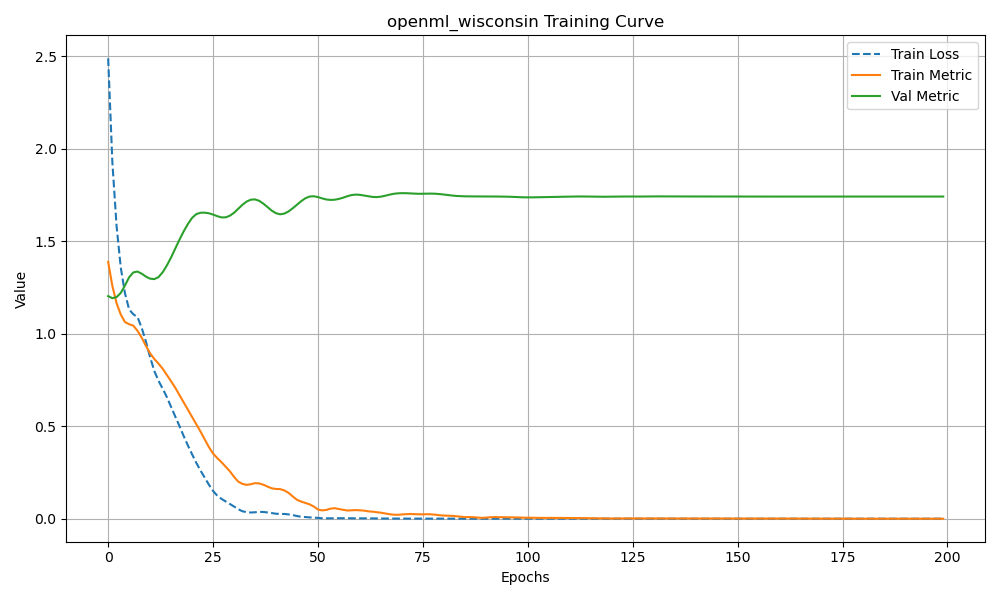 openml_wisconsin Training Curve
Train Loss
Train Metric
Val Metric
2.5
2.0
1.5
1.0
0.5
0.0
Value
0 25 50 75 100 125 150 175 200
Epochs